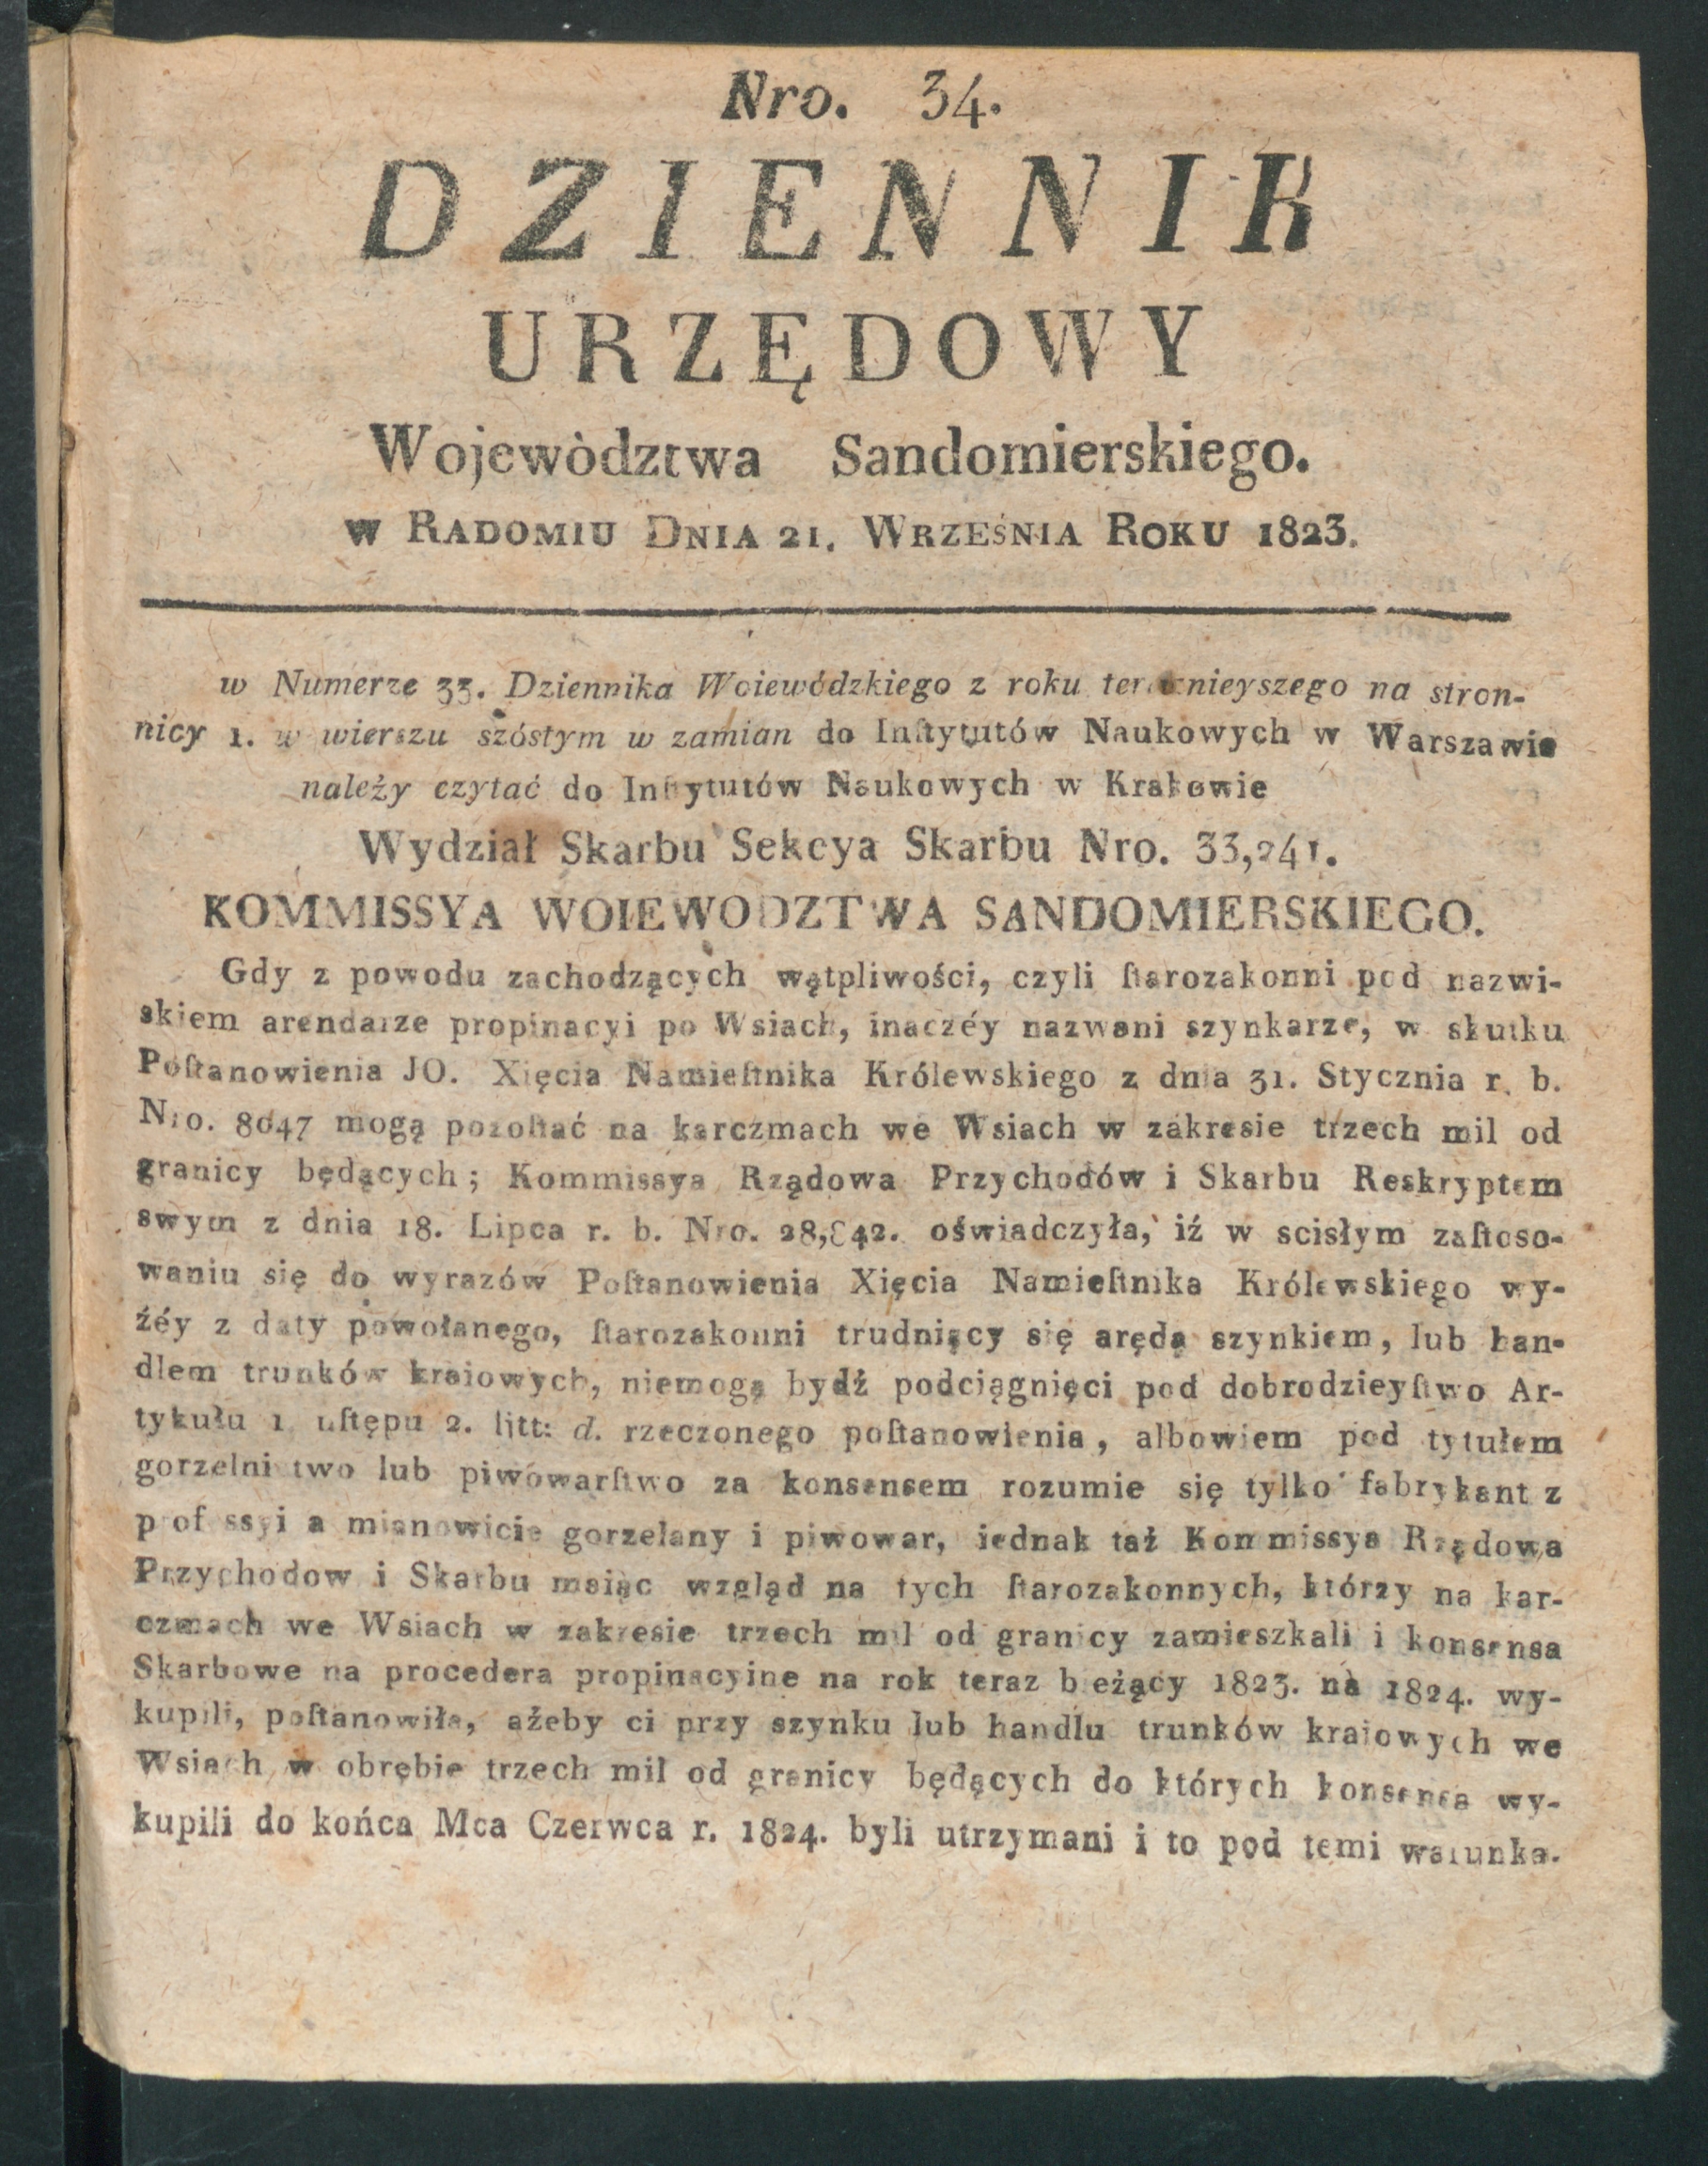 Nro. 34.
DZIENNIK
URZĘDOWY
Wojewòdztwa Sandomierskiego.
w Radomiu Dnia 21. Września Roku 1823.
w Numerze 33. Dziennika Woiewódzkiego z roku teraźnieyszego na stron-
nicy 1. w wierszu szóstym w zamian do Inſtytutów Naukowych w Warszawie
należy czytać do Inſtytutów Naukowych w Krakowie
Wydział Skarbu Sekcya Skarbu Nro. 33,241.
KOMMISSYA WOIEWODZTWA SANDOMIERSKIEGO.
Gdy z powodu zachodzących wątpliwości, czyli ſtarozakonni pod nazwi-
skiem arendarze propinacyi po Wsiach, inaczéy nazwani szynkarze, w skutku
Poſtanowienia JO. Xięcia Namieſtnika Królewskiego z dnia 31. Stycznia r. b.
Nro. 8047 mogą pozoſtać na karczmach we Wsiach w zakresie trzech mil od
granicy będących; Kommissya Rządowa Przychodów i Skarbu Reskryptem
swym z dnia 18. Lipca r. b. Nro. oświadczyła, iź w scisłym zaſtoso-
waniu się do wyrazów Poſtanowienia Xięcia Namieſtnika Królewskiego wy-
źéy z daty powołanego, ſtarozakonni trudniący się arędą szynkiem, lub han-
dlem trunków kraiowych, niemogą bydź podciągnięci pod dobrodzieyſtwo Ar-
tykułu 1 uſtępu 2. litt: d. rzeczonego poſtanowienia, albowiem pod tytułem
gorzelnictwo lub piwowarſtwo za konsensem rozumie się tylko fabrykant z
professyi a mianowicie gorzelany i piwowar, iednak taż Kommissya Rządowa
Przychodow i Skarbu maiąc wzgląd na tych ſtarozakonnych, którzy na kar-
czmach we Wsiach w zakresie trzech mil od granicy zamieszkali i konsensa
Skarbowe na procedera propinacyine na rok teraz bieżący 1823. na 1824. wy-
kupili, poſtanowiła, ażeby ci przy szynku lub handlu trunków kraiowych we
Wsiach w obrębie trzech mil od granicy będących do których konsensa wy-
kupili do końca Mca Czerwca r. 1824. byli utrzymani i to pod temi warunka-